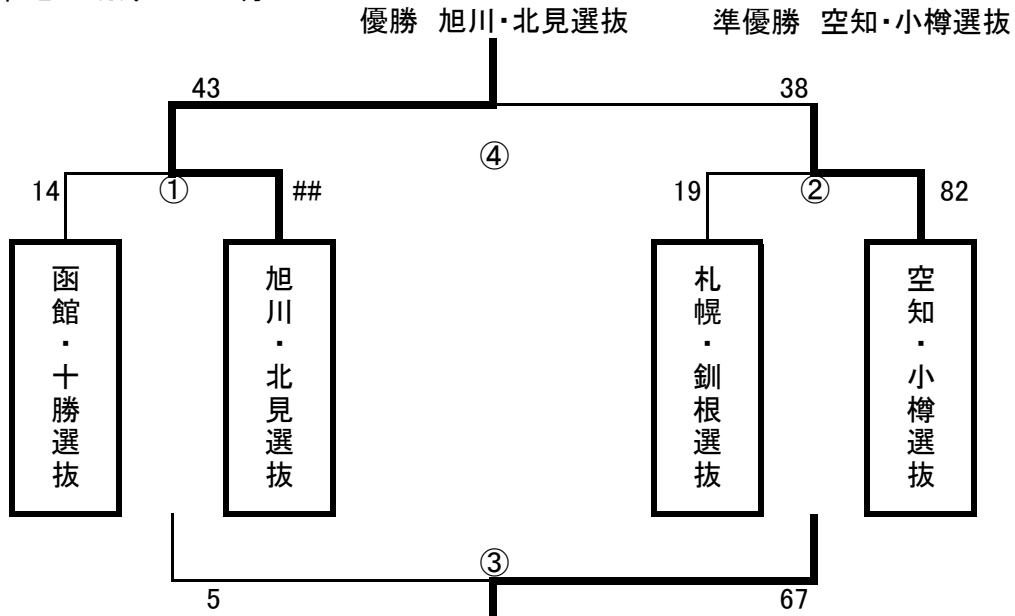 優勝 旭川・北見選抜 準優勝 空知・小樽選抜
43 38
④
14 ① ## 19 ② 82
函館・十勝選抜
旭川・北見選抜
札幌・釧根選抜
空知・小樽選抜
③
5 67